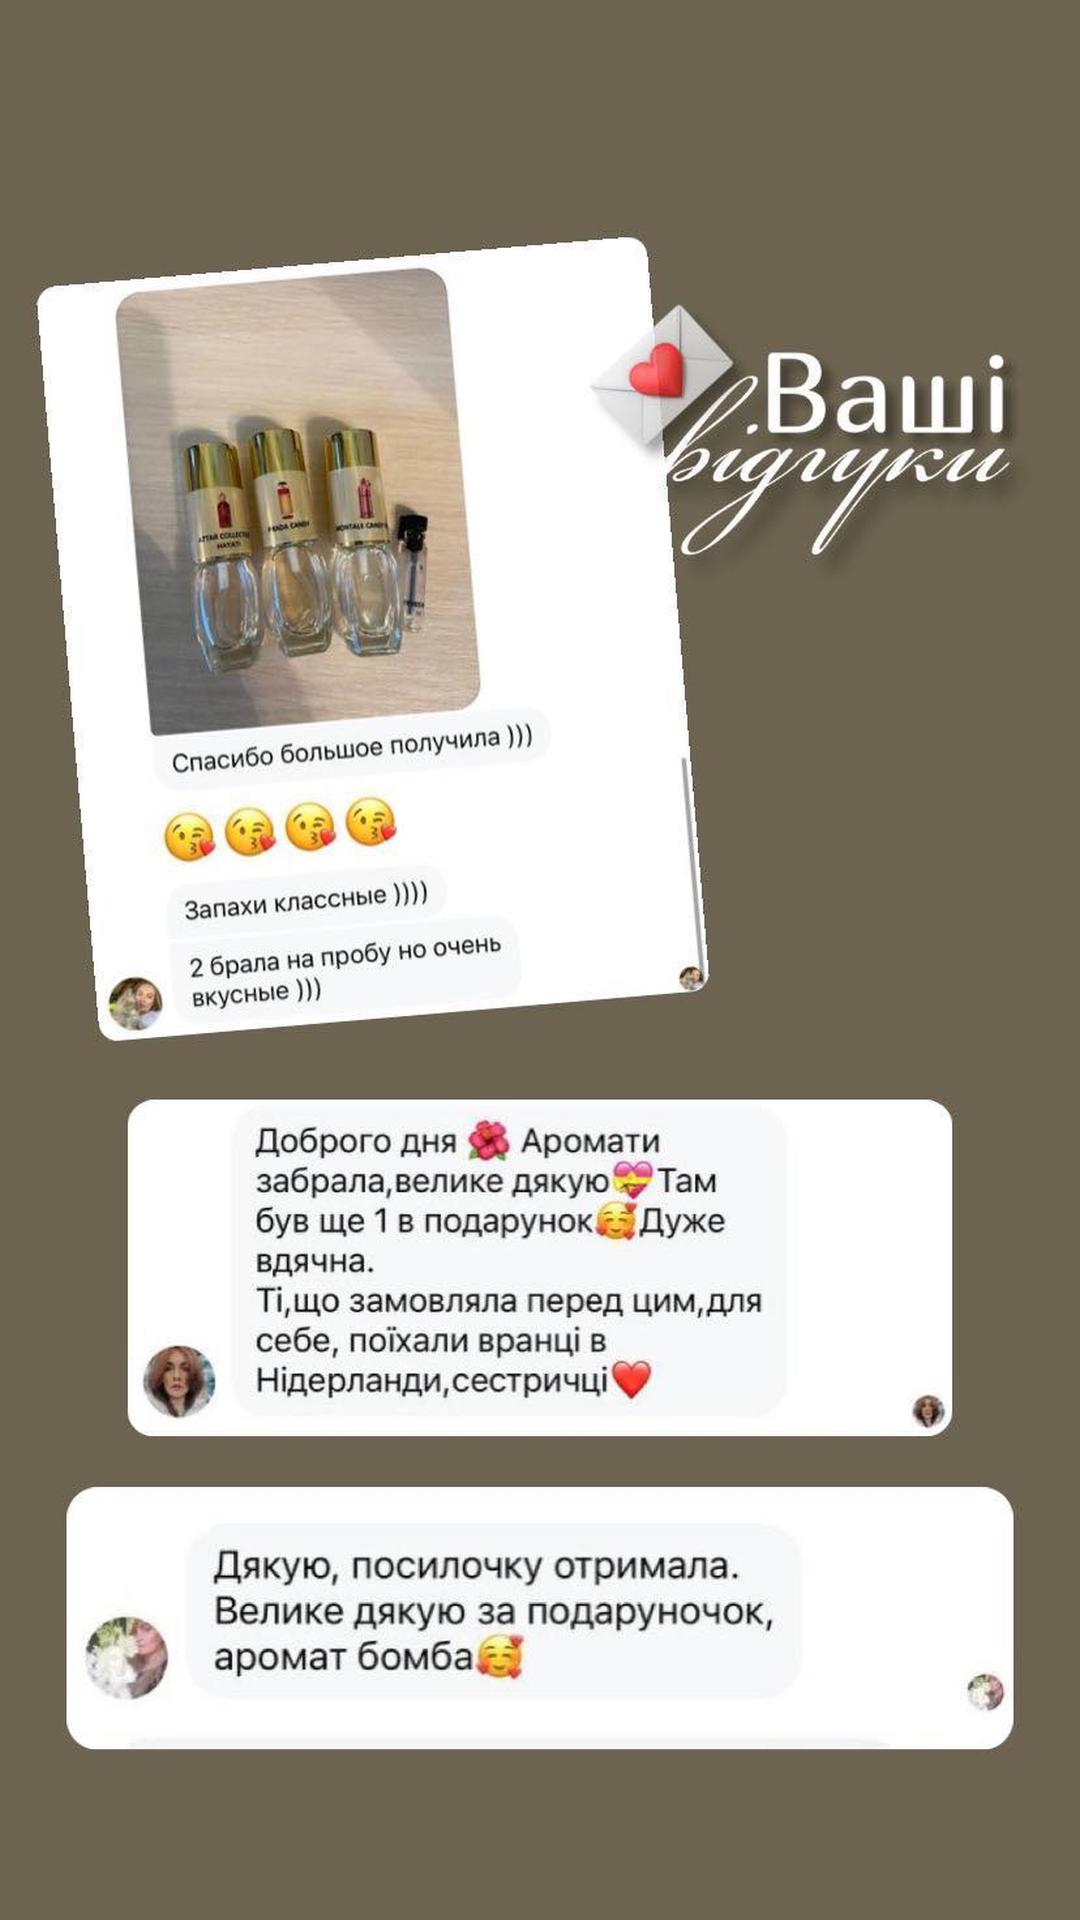 Ваші
відгуки
ATTAR COLLECTION
HAYATI
PRADA CANDY
MONTALE CANDY
Спасибо большое получила )))
😘 😘 😘 😘
Запахи классные ))))
2 брала на пробу но очень
вкусные )))
Доброго дня 🌺 Аромати
забрала,велике дякую💝Там
був ще 1 в подарунок🥰Дуже
вдячна.
Ті,що замовляла перед цим,для
себе, поїхали вранці в
Нідерланди,сестричці❤️
Дякую, посилочку отримала.
Велике дякую за подаруночок,
аромат бомба🥰